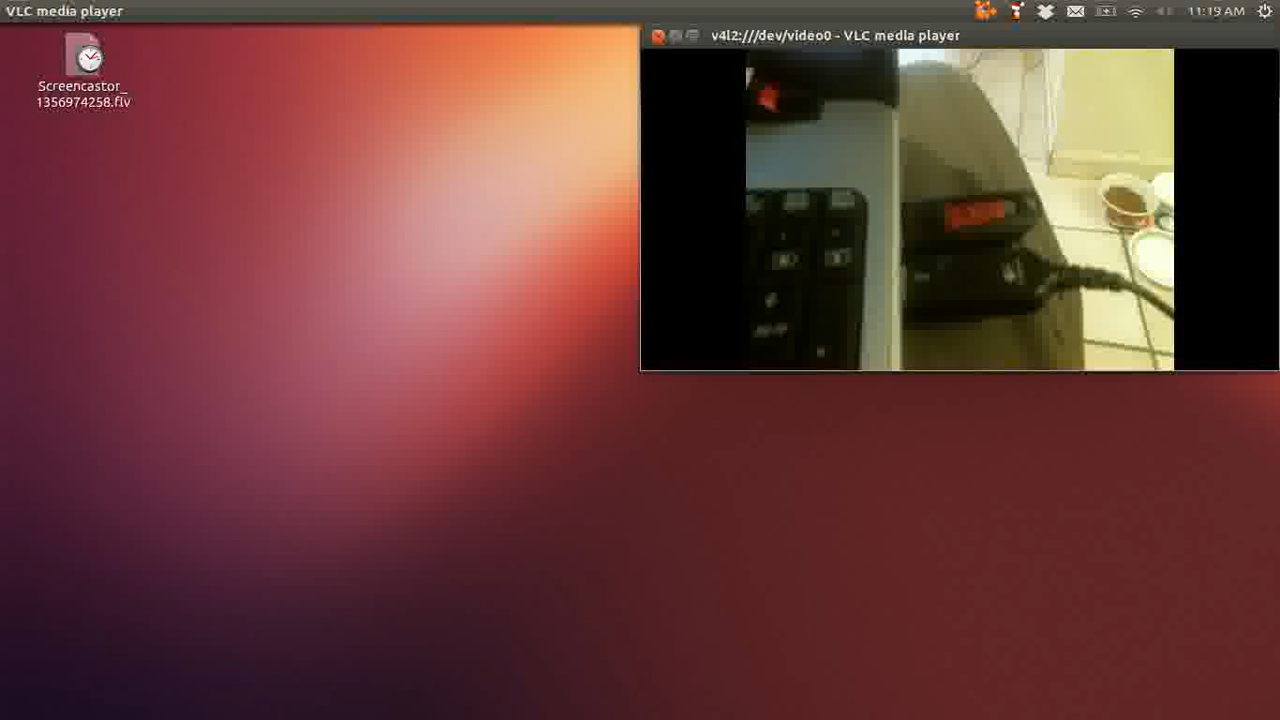 VLC media player
11:19 AM
v4l2:///dev/video0 - VLC media player
Screencastor_
1356974258.flv